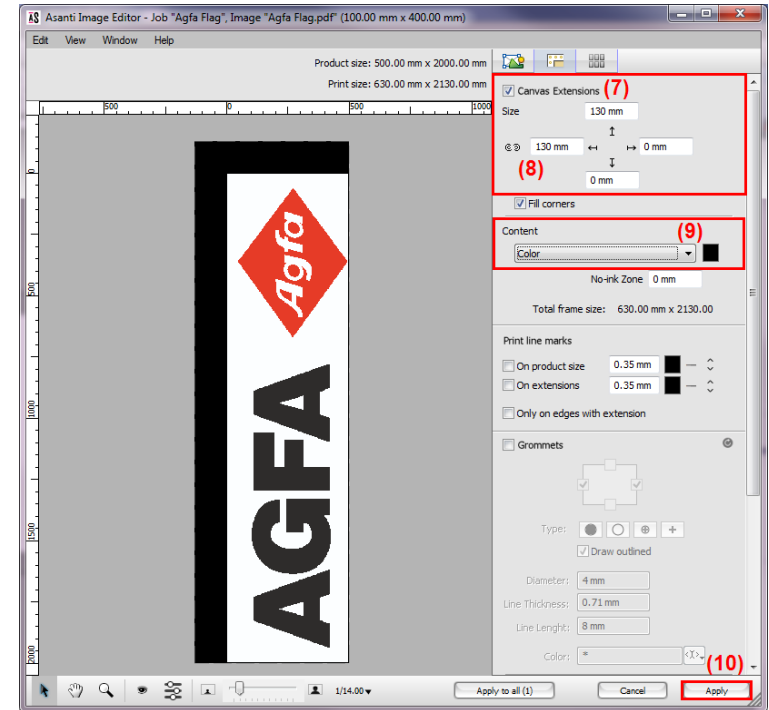 Asanti Image Editor - Job "Agfa Flag", Image "Agfa Flag.pdf" (100.00 mm x 400.00 mm)
Edit View Window Help
Product size: 500.00 mm x 2000.00 mm
Print size: 630.00 mm x 2130.00 mm
500 0 500 1000
0
500
1000
1500
2000
Agfa
AGFA
Canvas Extensions (7)
Size 130 mm
130 mm 0 mm
(8)
0 mm
Fill corners
Content (9)
Color
No-ink Zone 0 mm
Total frame size: 630.00 mm x 2130.00
Print line marks
On product size 0.35 mm
On extensions 0.35 mm
Only on edges with extension
Grommets
Type:
Draw outlined
Diameter: 4 mm
Line Thickness: 0.71 mm
Line Lenght: 8 mm
Color: *
(10)
1/14.00 Apply to all (1) Cancel Apply